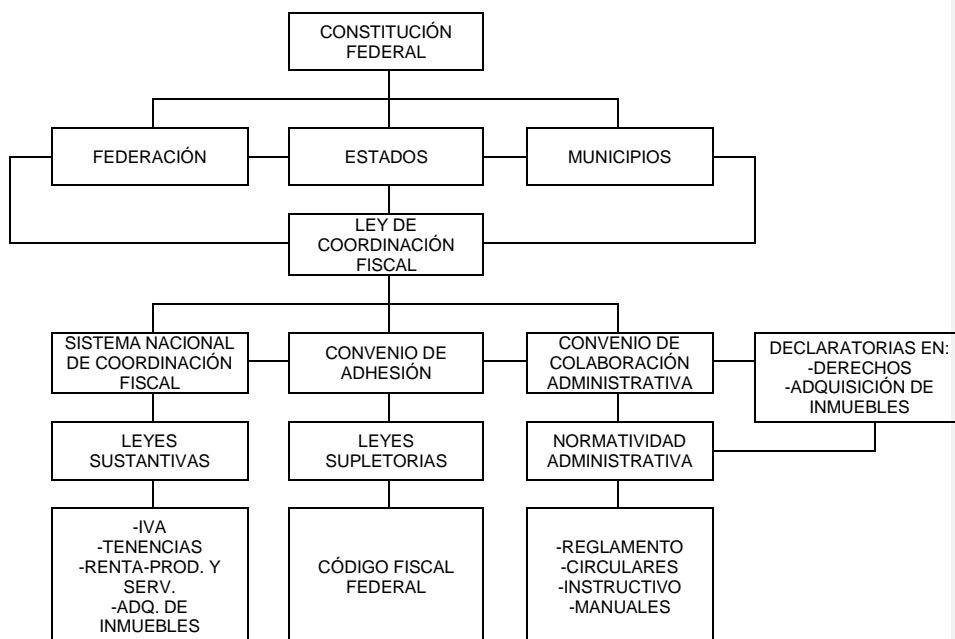 CONSTITUCIÓN
FEDERAL
FEDERACIÓN
ESTADOS
MUNICIPIOS
LEY DE
COORDINACIÓN
FISCAL
SISTEMA NACIONAL
DE COORDINACIÓN
FISCAL
CONVENIO DE
ADHESIÓN
CONVENIO DE
COLABORACIÓN
ADMINISTRATIVA
DECLARATORIAS EN:
-DERECHOS
-ADQUISICIÓN DE
INMUEBLES
LEYES
SUSTANTIVAS
LEYES
SUPLETORIAS
NORMATIVIDAD
ADMINISTRATIVA
-IVA
-TENENCIAS
-RENTA-PROD. Y
SERV.
-ADQ. DE
INMUEBLES
CÓDIGO FISCAL
FEDERAL
-REGLAMENTO
-CIRCULARES
-INSTRUCTIVO
-MANUALES